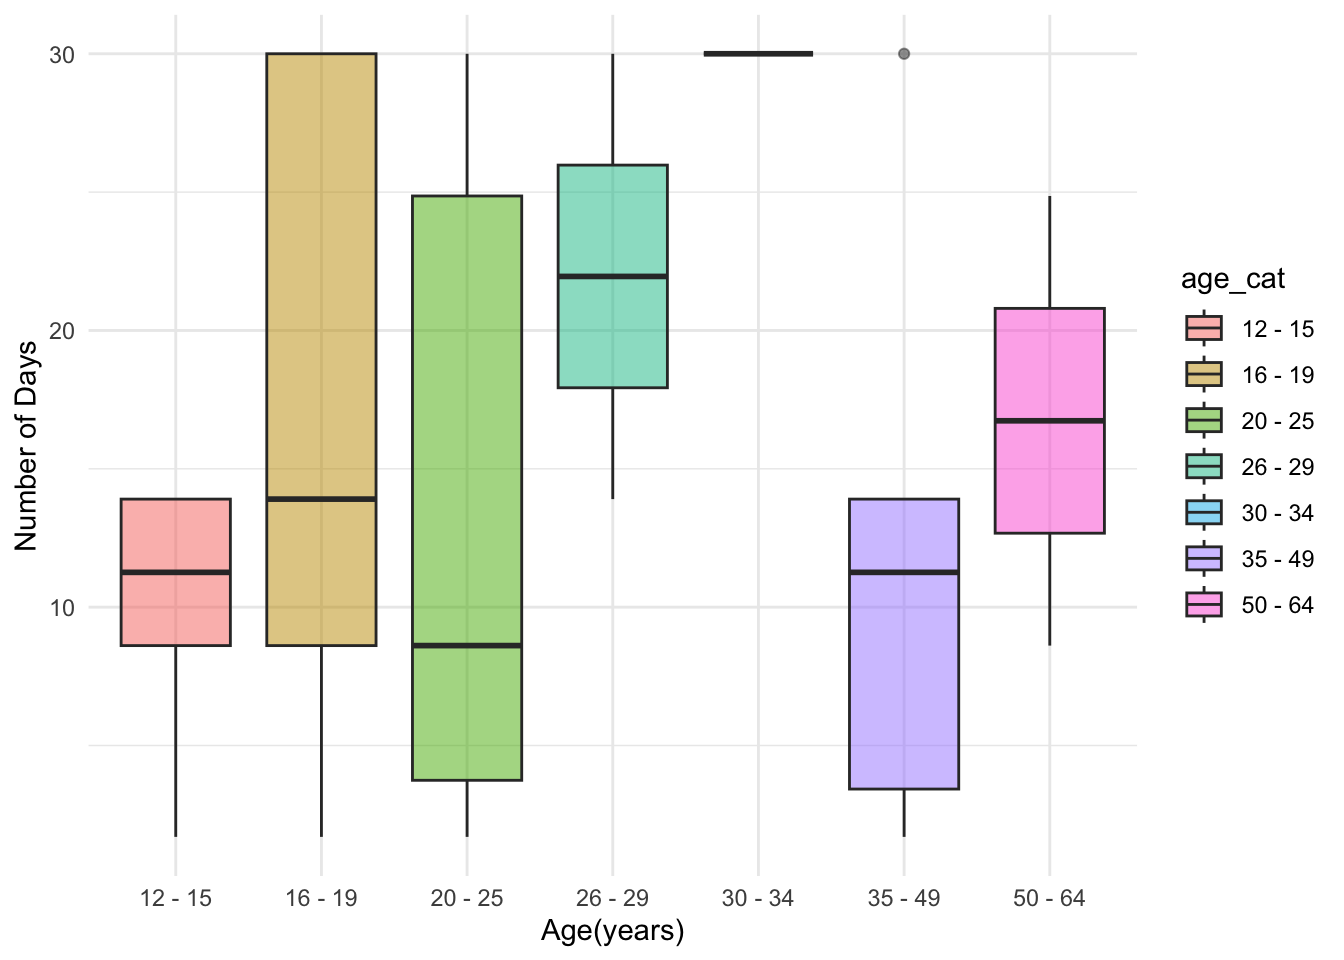 30
20
10
Number of Days
12 - 15
16 - 19
20 - 25
26 - 29
30 - 34
35 - 49
50 - 64
Age(years)
age_cat
12 - 15
16 - 19
20 - 25
26 - 29
30 - 34
35 - 49
50 - 64